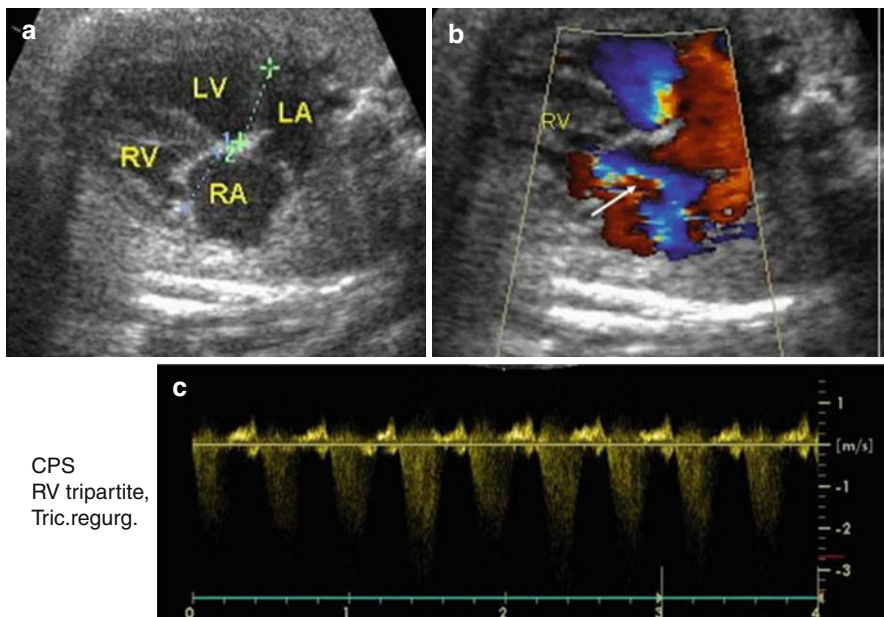 a
LV
LA
RV
RA
1
2
b
RV
CPS
RV tripartite,
Tric.regurg.
c
1
[m/s]
-1
-2
-3
0 1 2 3 4